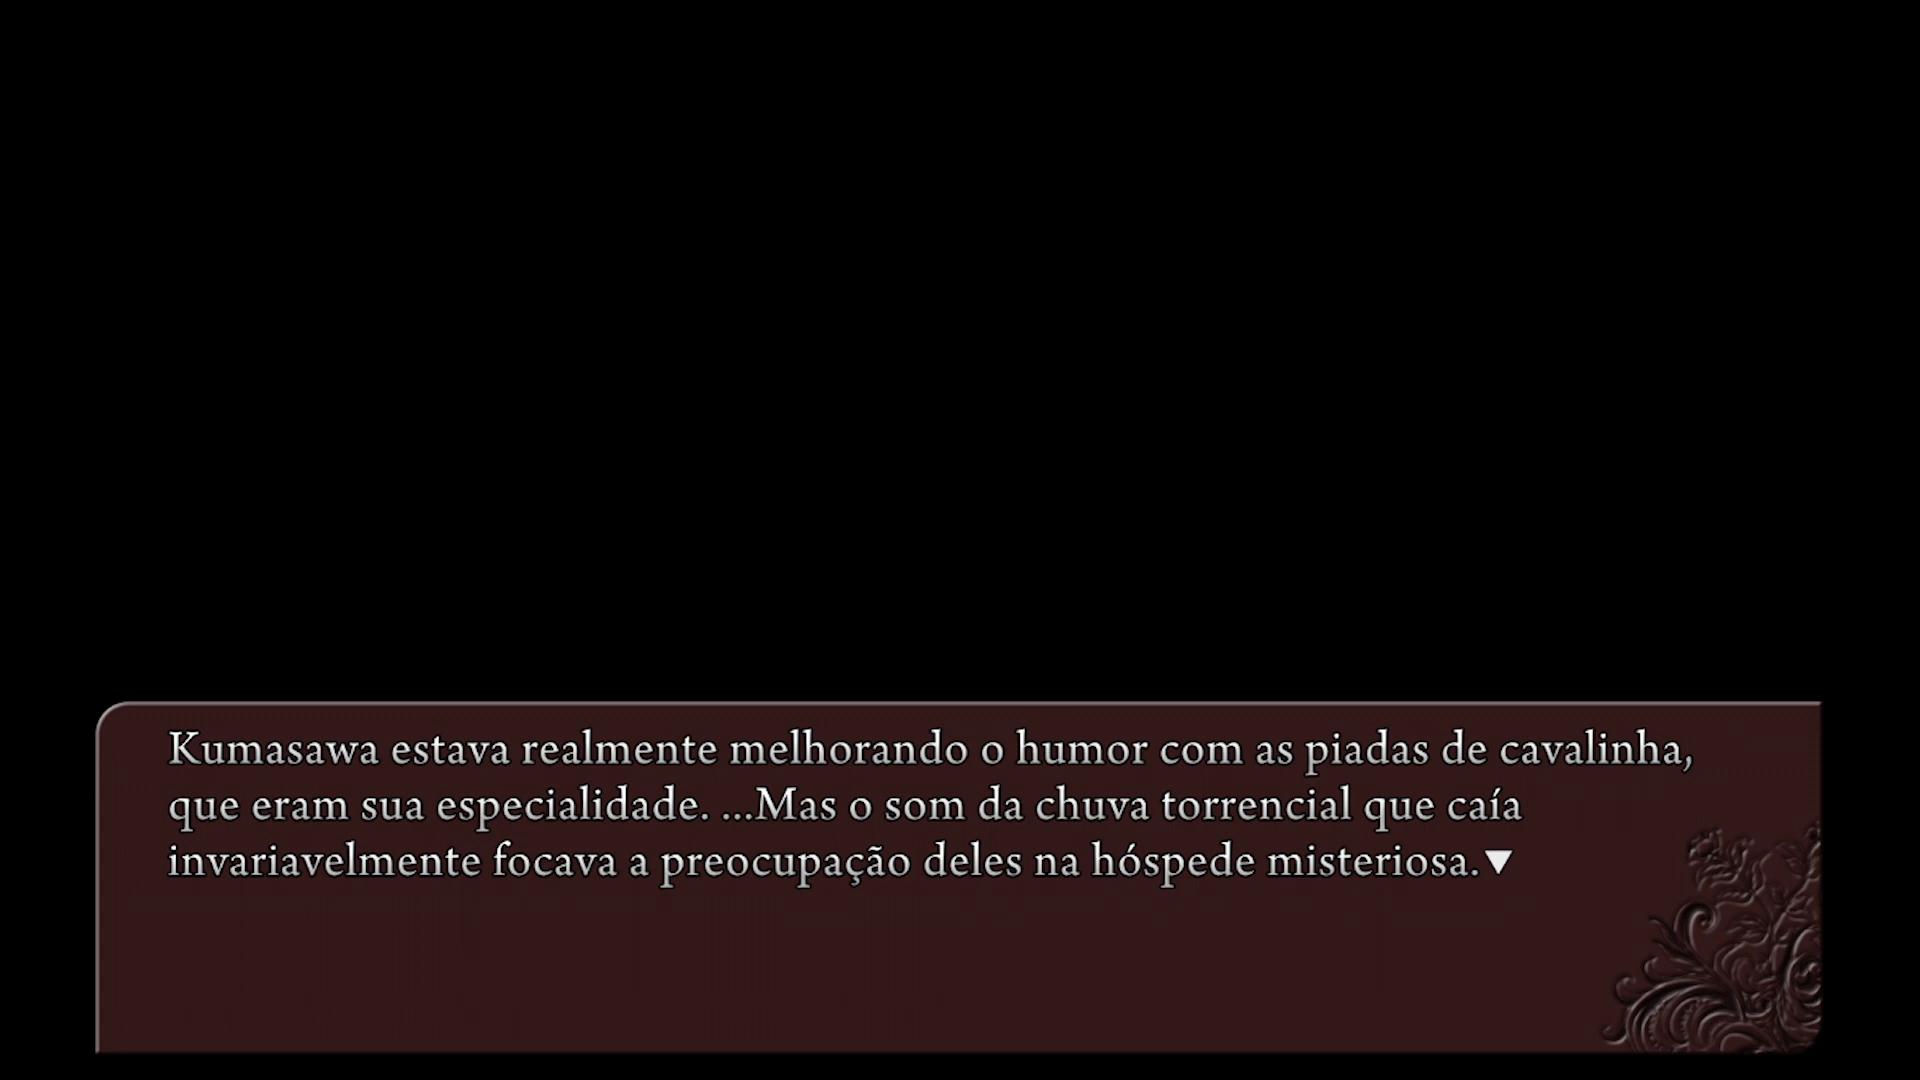 Kumasawa estava realmente melhorando o humor com as piadas de cavalinha,
que eram sua especialidade. ...Mas o som da chuva torrencial que caía
invariavelmente focava a preocupação deles na hóspede misteriosa.▼